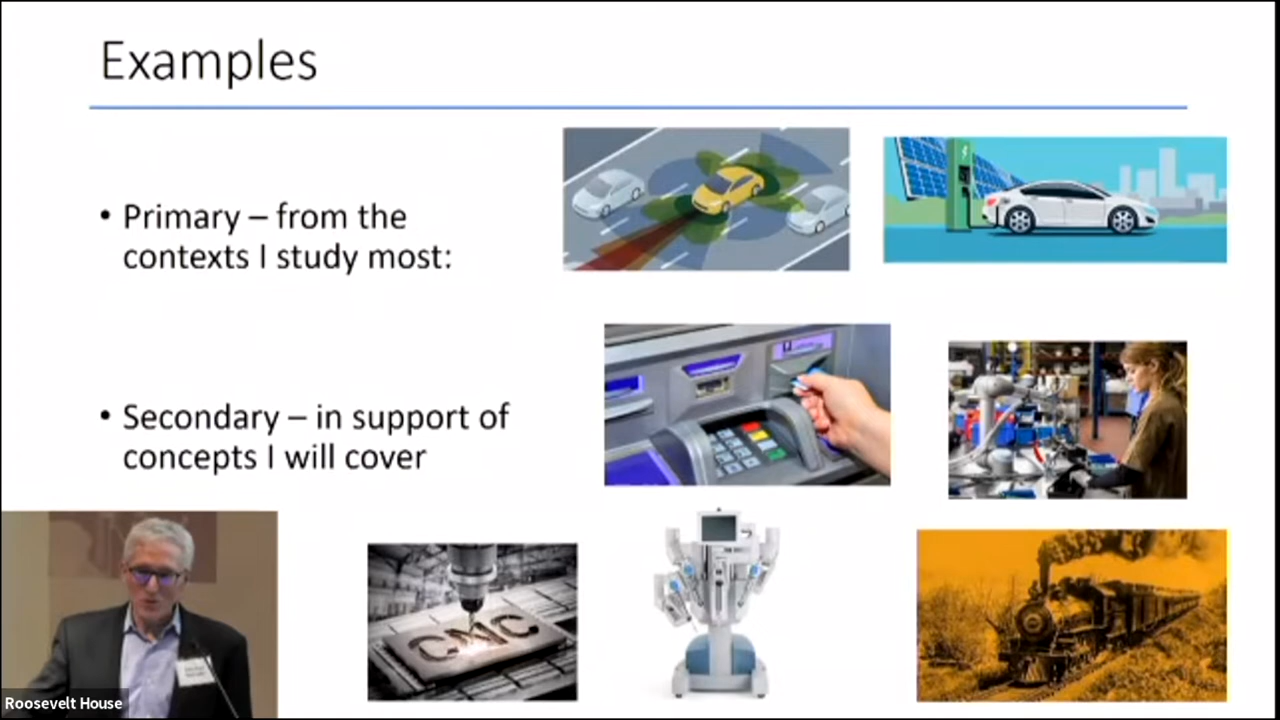 Examples
• Primary – from the
contexts I study most:
• Secondary – in support of
concepts I will cover
CMC
Roosevelt House